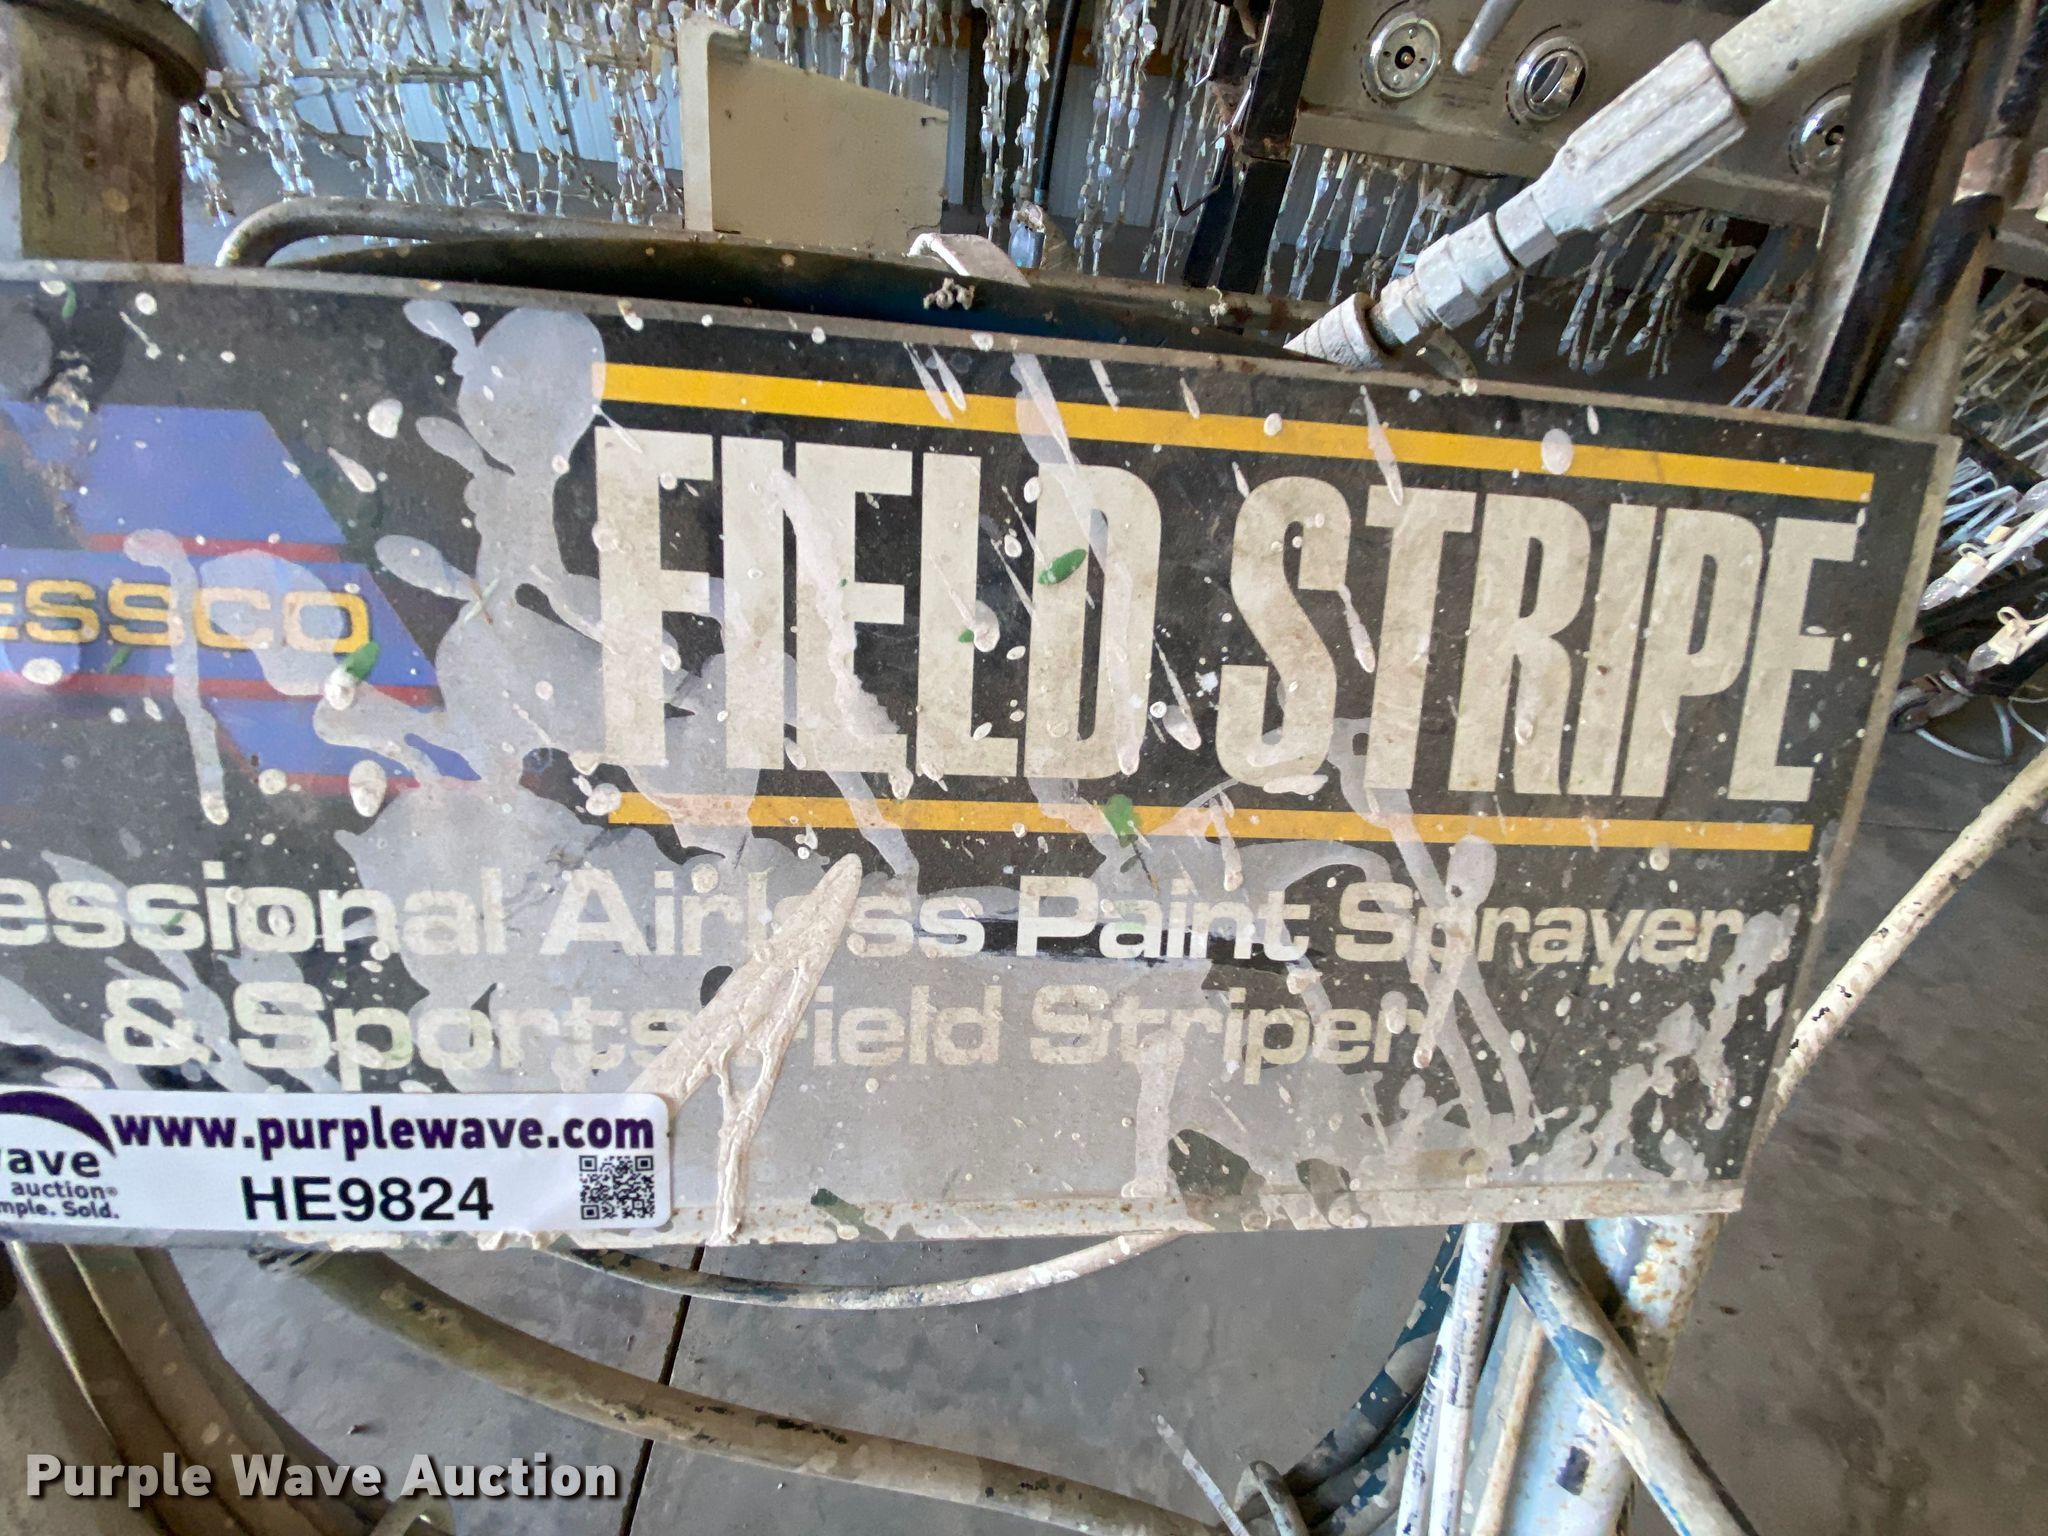 FIELD STRIPE
ESSCO
essional Airless Paint Sprayer
& Sports Field Striper
www.purplewave.com
wave
auction®
mple. Sold.
HE9824
Purple Wave Auction